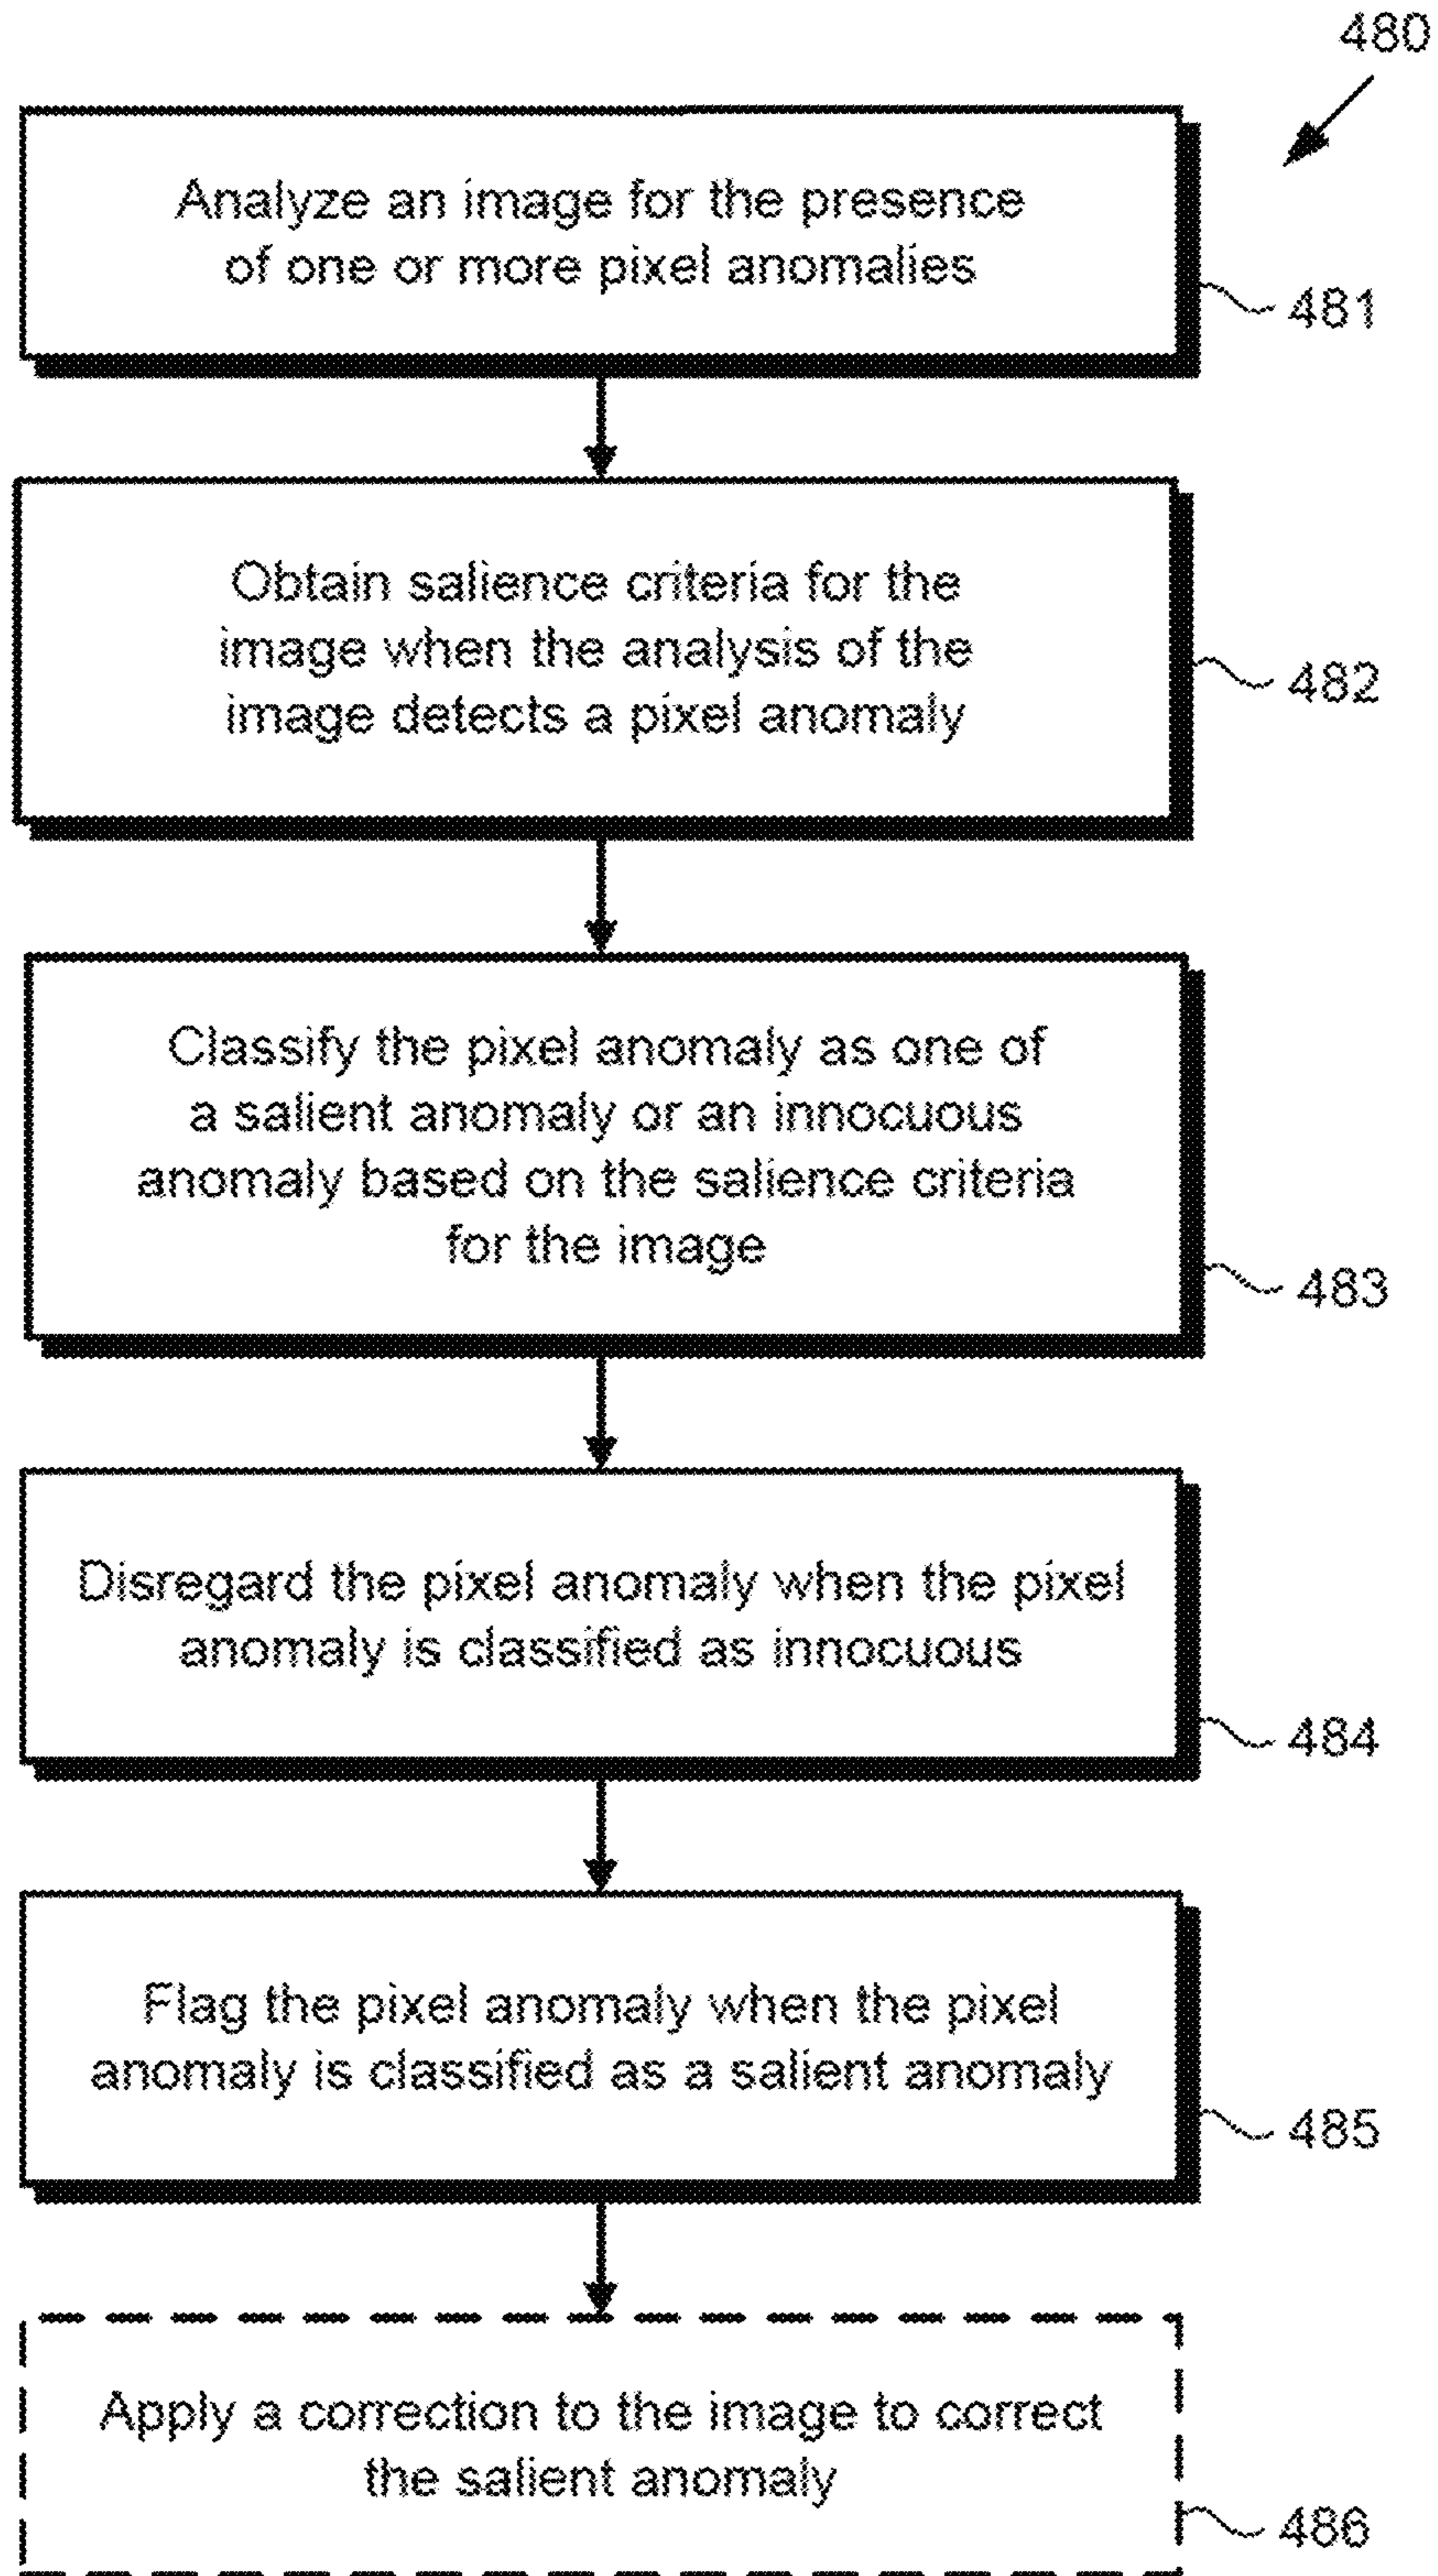 480
Analyze an image for the presence
of one or more pixel anomalies
481
Obtain salience criteria for the
image when the analysis of the
image detects a pixel anomaly
482
Classify the pixel anomaly as one of
a salient anomaly or an innocuous
anomaly based on the salience criteria
for the image
483
Disregard the pixel anomaly when the pixel
anomaly is classified as innocuous
484
Flag the pixel anomaly when the pixel
anomaly is classified as a salient anomaly
485
Apply a correction to the image to correct
the salient anomaly
486